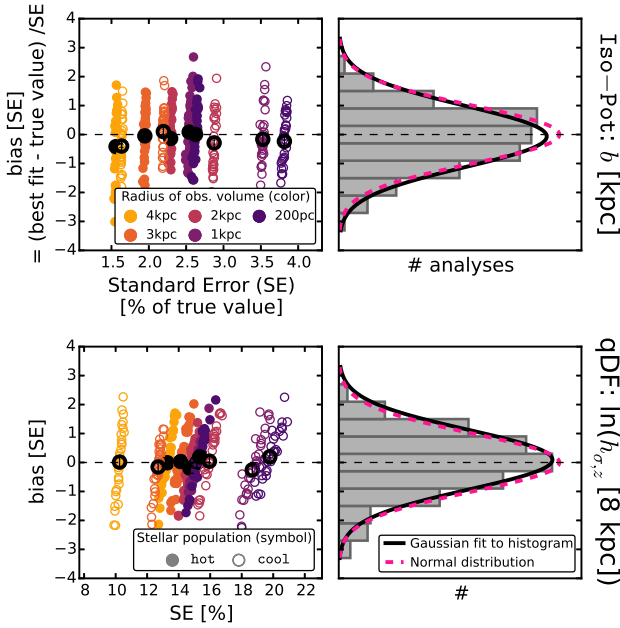 = (best fit - true value) /SE
bias [SE]
4
3
2
1
0
−1
−2
−3
−4
Radius of obs. volume (color)
4kpc 2kpc 200pc
3kpc 1kpc
1.5 2.0 2.5 3.0 3.5 4.0
Standard Error (SE)
[% of true value]
# analyses
Iso−Pot: b [kpc]
bias [SE]
4
3
2
1
0
−1
−2
−3
−4
Stellar population (symbol)
hot cool
8 10 12 14 16 18 20 22
SE [%]
Gaussian fit to histogram
Normal distribution
#
qDF: ln(h_{σ,z} [8 kpc])